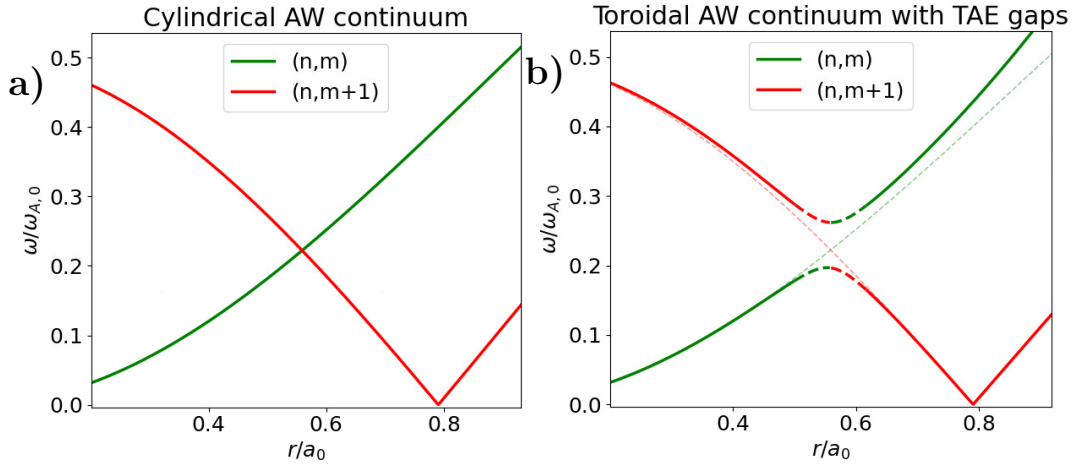 Cylindrical AW continuum
a)
(n,m)
(n,m+1)
0.5
0.4
0.3
0.2
0.1
0.0
ω/ω_A,0
0.4
0.6
0.8
r/a_0
Toroidal AW continuum with TAE gaps
b)
(n,m)
(n,m+1)
0.5
0.4
0.3
0.2
0.1
0.0
ω/ω_A,0
0.4
0.6
0.8
r/a_0